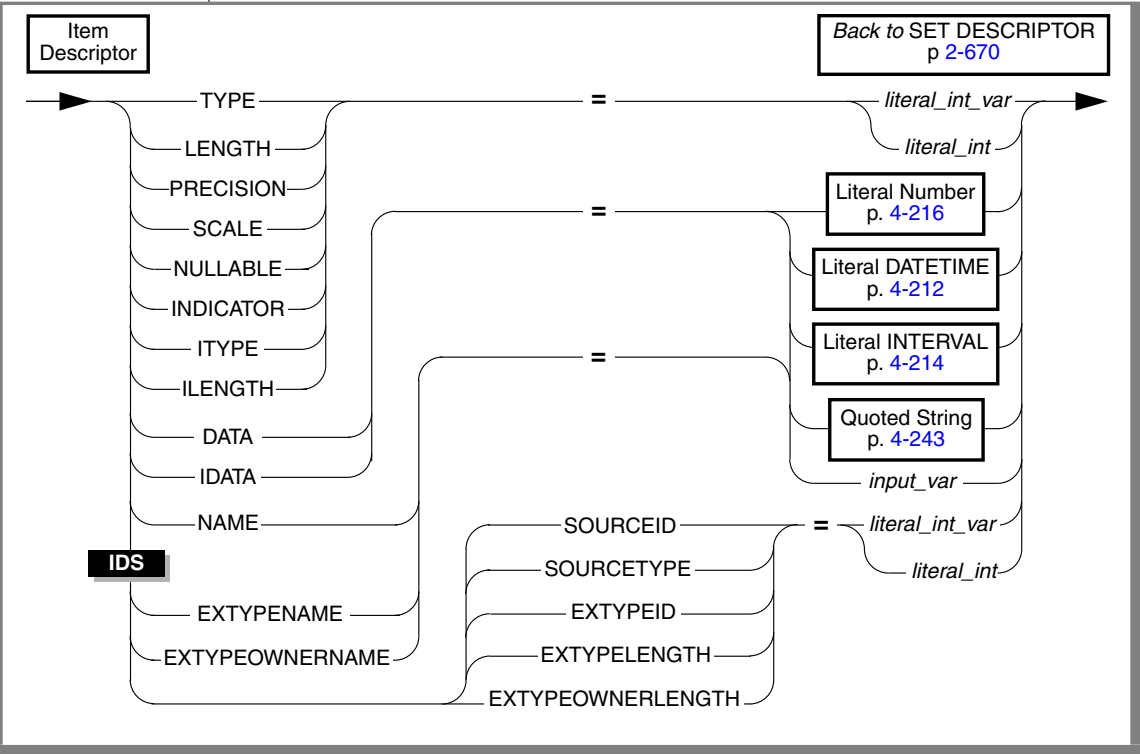 Item
Descriptor
Back to SET DESCRIPTOR
p 2-670
TYPE
=
literal_int_var
LENGTH
literal_int
PRECISION
SCALE
NULLABLE
INDICATOR
ITYPE
ILENGTH
DATA
IDATA
=
Literal Number
p. 4-216
Literal DATETIME
p. 4-212
Literal INTERVAL
p. 4-214
Quoted String
p. 4-243
input_var
=
NAME
IDS
EXTYPENAME
EXTYPEOWNERNAME
SOURCEID
SOURCETYPE
EXTYPEID
EXTYPELENGTH
EXTYPEOWNERLENGTH
=
literal_int_var
literal_int